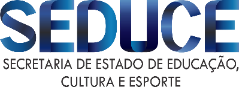 SEDUCE
SECRETARIA DE ESTADO DE EDUCAÇÃO,
CULTURA E ESPORTE